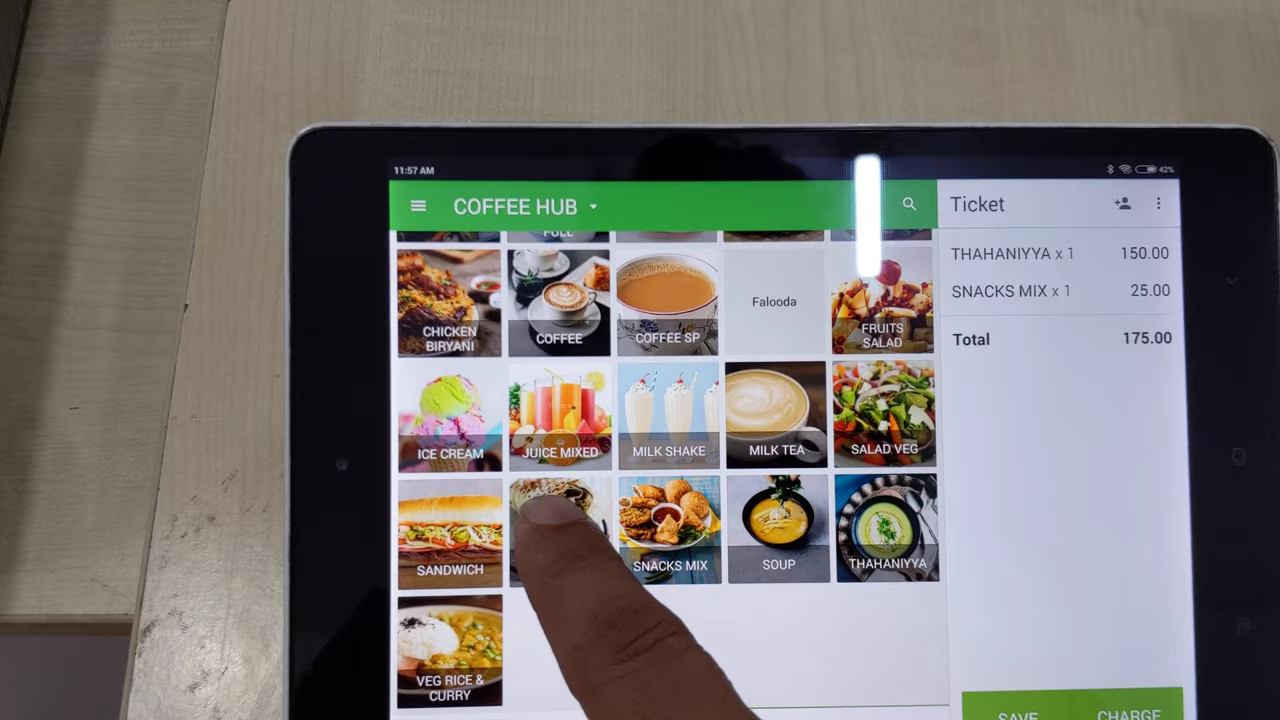 11:57 AM
42%
COFFEE HUB
Ticket
FULL
THAHANIYYA x 1 150.00
SNACKS MIX x 1 25.00
Total 175.00
CHICKEN
BIRYANI
COFFEE
COFFEE SP
Falooda
FRUITS
SALAD
ICE CREAM
JUICE MIXED
MILK SHAKE
MILK TEA
SALAD VEG
SANDWICH
SNACKS MIX
SOUP
THAHANIYYA
VEG RICE &
CURRY
SAVE
CHARGE